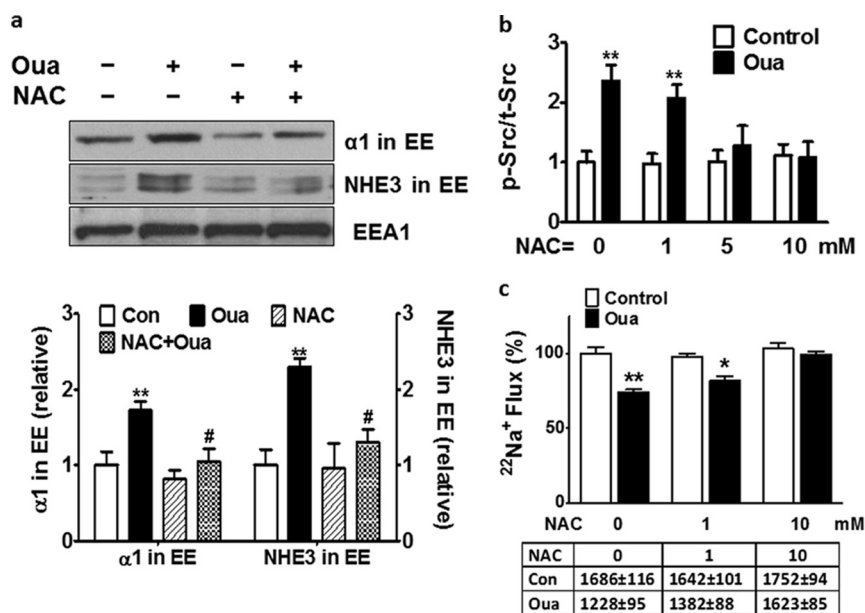 a
Oua – + – +
NAC – – + +
α1 in EE
NHE3 in EE
EEA1
Con Oua NAC
NAC+Oua
α1 in EE (relative)
3
2
1
0
** # ** #
3
2
1
0
NHE3 in EE (relative)
α1 in EE NHE3 in EE
b
Control
Oua
p-Src/t-Src
3
2
1
0
** **
NAC= 0 1 5 10 mM
c
Control
Oua
22Na+ Flux (%)
100
50
0
** *
NAC 0 1 10 mM
NAC 0 1 10
Con 1686±116 1642±101 1752±94
Oua 1228±95 1382±88 1623±85